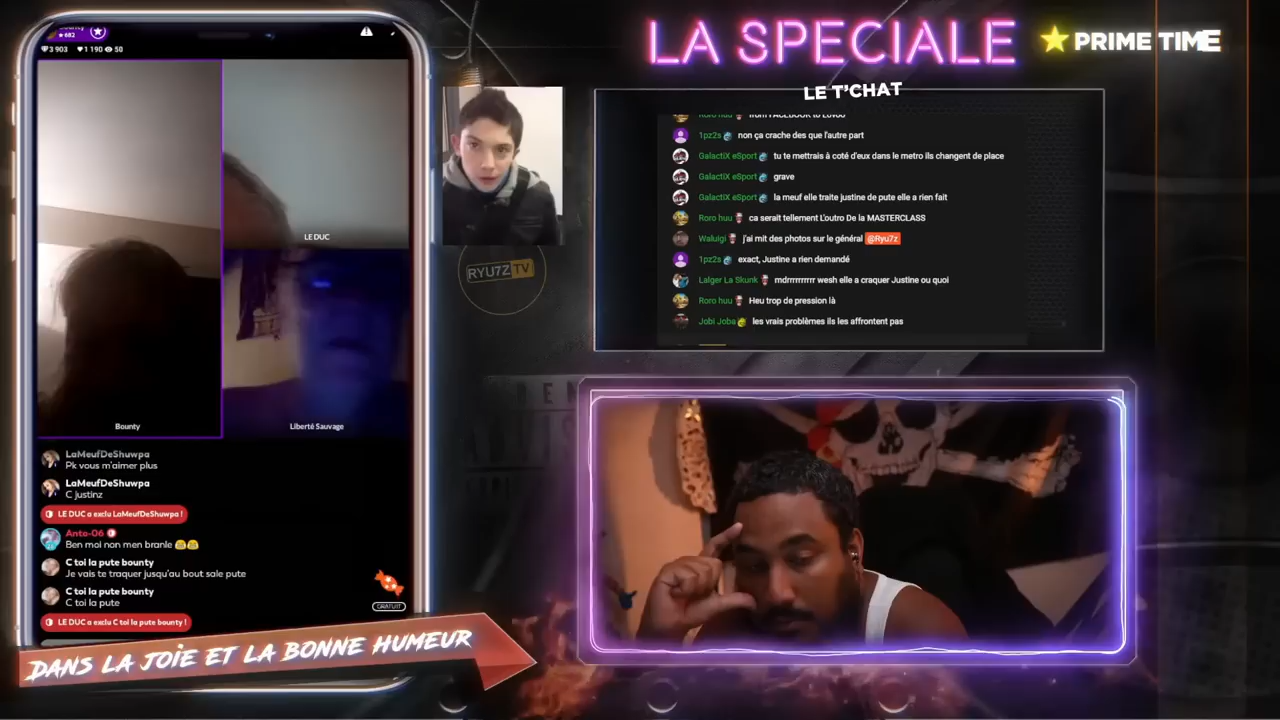 682
3 903 1 190 50
LE DUC
Bounty
Liberté Sauvage
LaMeufDeShuwpa
Pk vous m'aimer plus
LaMeufDeShuwpa
C justinz
LE DUC a exclu LaMeufDeShuwpa !
Anto-06
Ben moi non men branle
C toi la pute bounty
Je vais te traquer jusqu'au bout sale pute
C toi la pute bounty
C toi la pute
LE DUC a exclu C toi la pute bounty !
GRATUIT
DANS LA JOIE ET LA BONNE HUMEUR
RYU7Z TV
LA SPECIALE
PRIME TIME
LE T'CHAT
1pz2s non ça crache des que l'autre part
GalactiX eSport tu te mettrais à coté d'eux dans le metro ils changent de place
GalactiX eSport grave
GalactiX eSport la meuf elle traite justine de pute elle a rien fait
Roro huu ca serait tellement L'outro De la MASTERCLASS
Waluigi j'ai mit des photos sur le général @Ryu7z
1pz2s exact, Justine a rien demandé
Lalger La Skunk mdrrrrrrrrr wesh elle a craquer Justine ou quoi
Roro huu Heu trop de pression là
Jobi Joba les vrais problèmes ils les affrontent pas